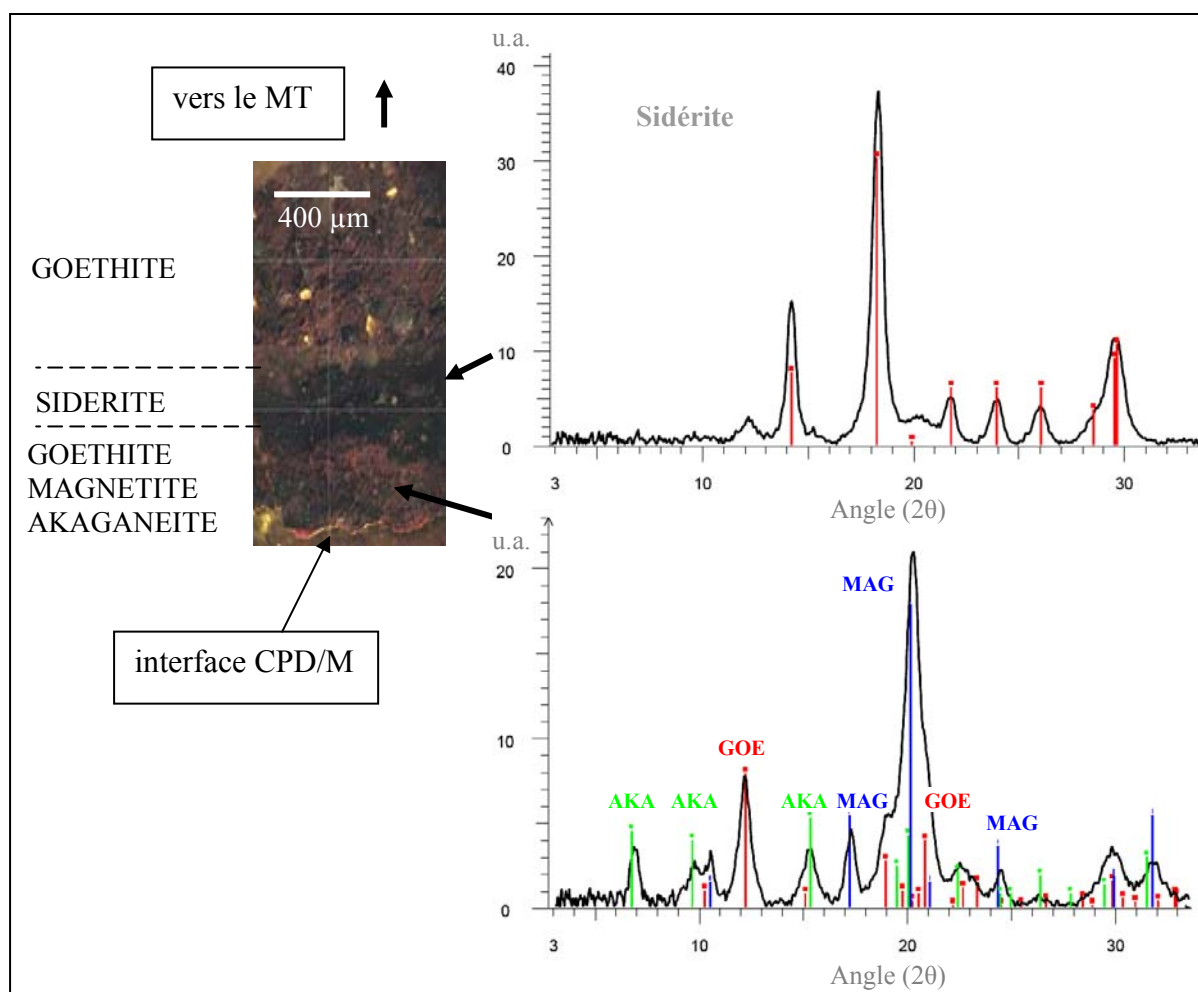 vers le MT
400 µm
GOETHITE
SIDERITE
GOETHITE
MAGNETITE
AKAGANEITE
interface CPD/M
u.a.
40
30
20
10
0
Sidérite
3
10
20
30
Angle (2θ)
u.a.
20
10
0
MAG
GOE
AKA
AKA
AKA
MAG
GOE
MAG
3
10
20
30
Angle (2θ)